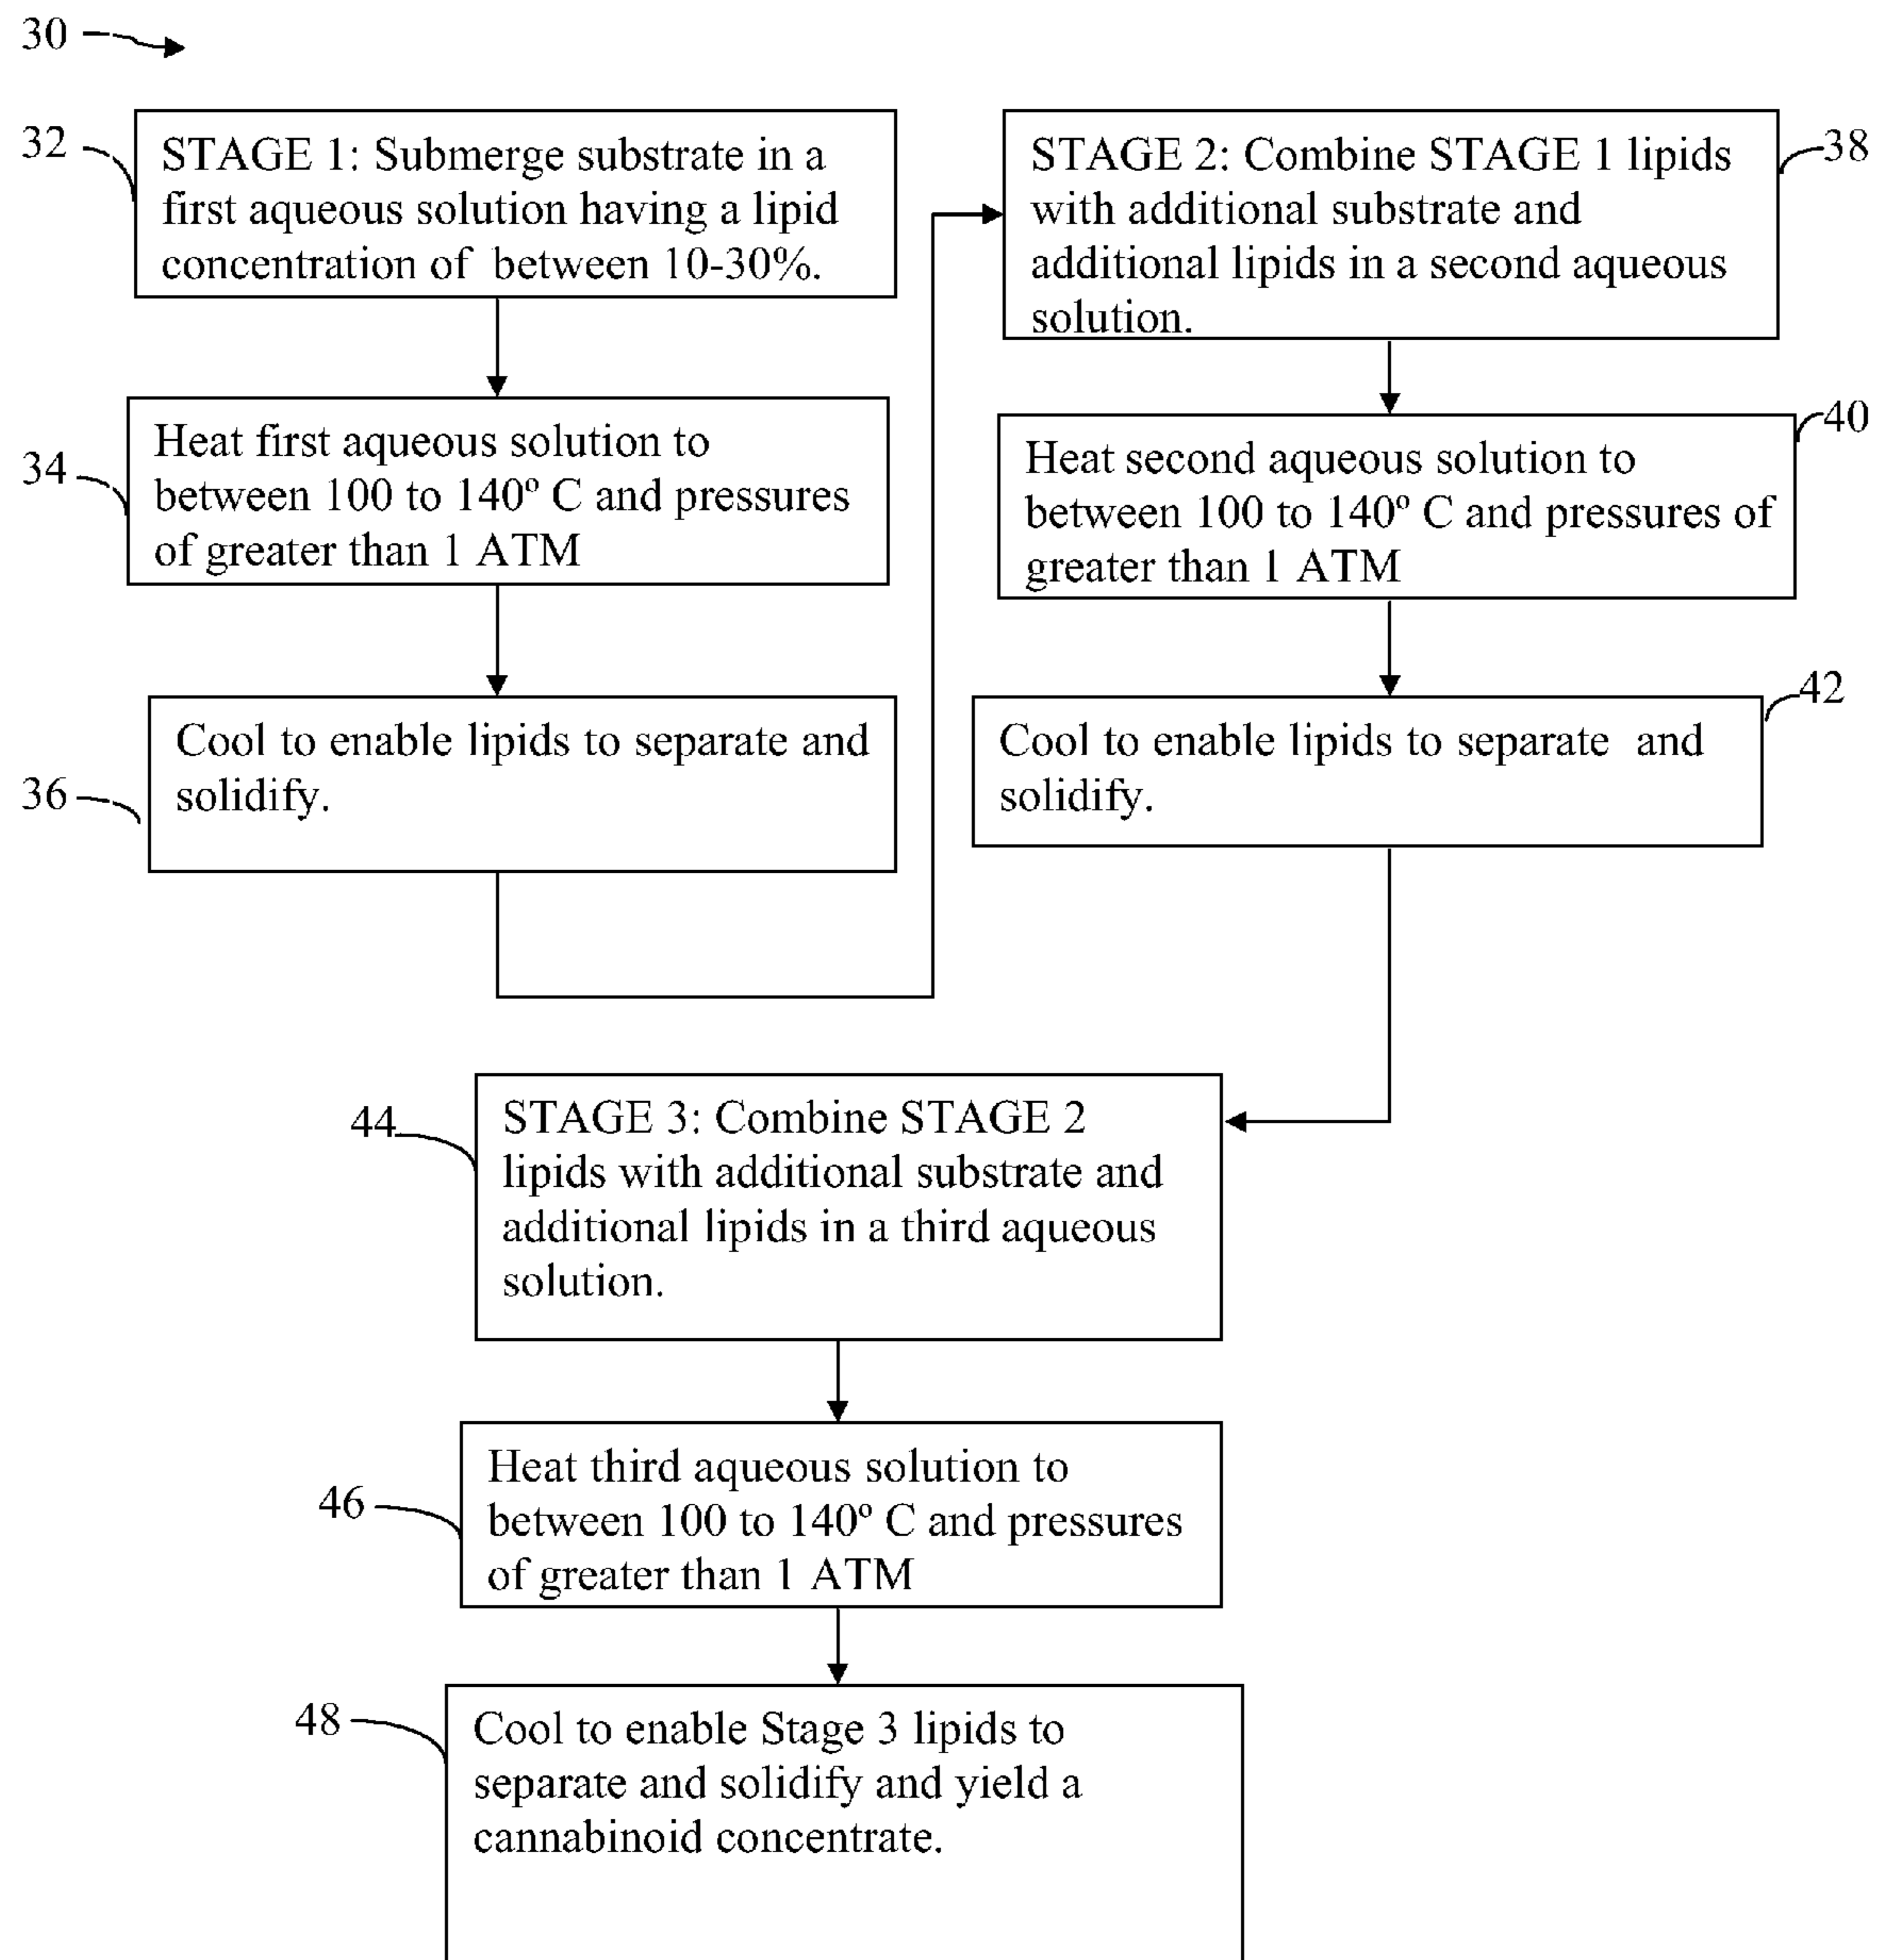 30
32
STAGE 1: Submerge substrate in a
first aqueous solution having a lipid
concentration of between 10-30%.
34
Heat first aqueous solution to
between 100 to 140º C and pressures
of greater than 1 ATM
36
Cool to enable lipids to separate and
solidify.
38
STAGE 2: Combine STAGE 1 lipids
with additional substrate and
additional lipids in a second aqueous
solution.
40
Heat second aqueous solution to
between 100 to 140º C and pressures of
greater than 1 ATM
42
Cool to enable lipids to separate and
solidify.
44
STAGE 3: Combine STAGE 2
lipids with additional substrate and
additional lipids in a third aqueous
solution.
46
Heat third aqueous solution to
between 100 to 140º C and pressures
of greater than 1 ATM
48
Cool to enable Stage 3 lipids to
separate and solidify and yield a
cannabinoid concentrate.